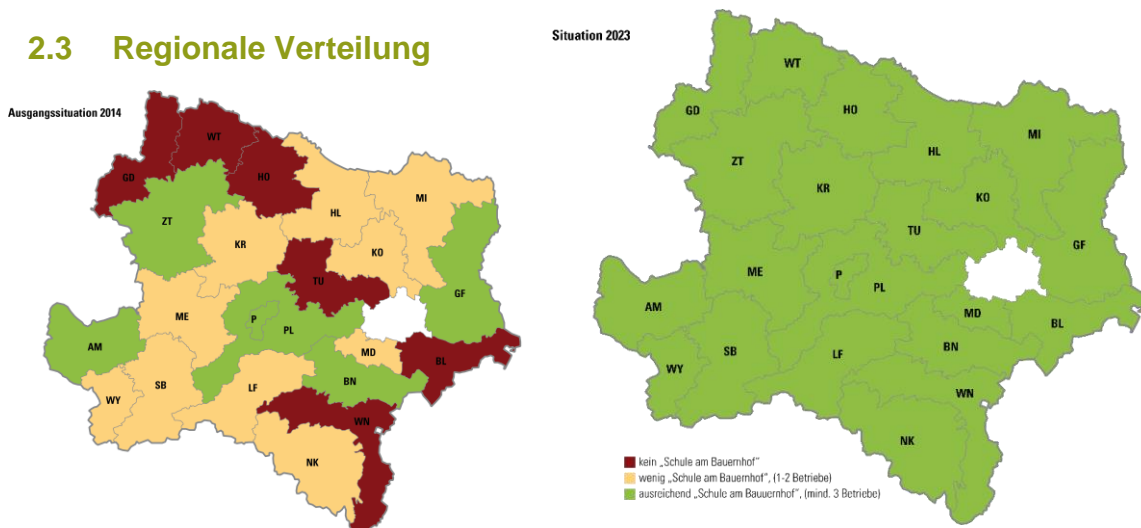 2.3 Regionale Verteilung
Ausgangssituation 2014
WT
GD
HO
ZT
HL
MI
KR
KO
TU
GF
ME
P
PL
AM
MD
BL
SB
LF
BN
WY
WN
NK
Situation 2023
WT
GD
HO
MI
HL
ZT
KR
KO
TU
GF
ME
P
PL
AM
MD
BL
SB
LF
BN
WY
WN
NK
kein „Schule am Bauernhof"
wenig „Schule am Bauernhof", (1-2 Betriebe)
ausreichend „Schule am Bauuernhof", (mind. 3 Betriebe)